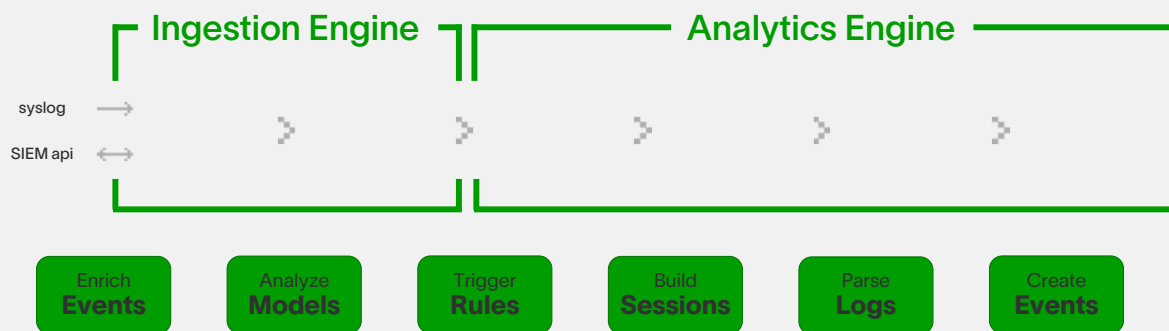 Ingestion Engine
Analytics Engine
syslog
SIEM api
Enrich
Events
Analyze
Models
Trigger
Rules
Build
Sessions
Parse
Logs
Create
Events